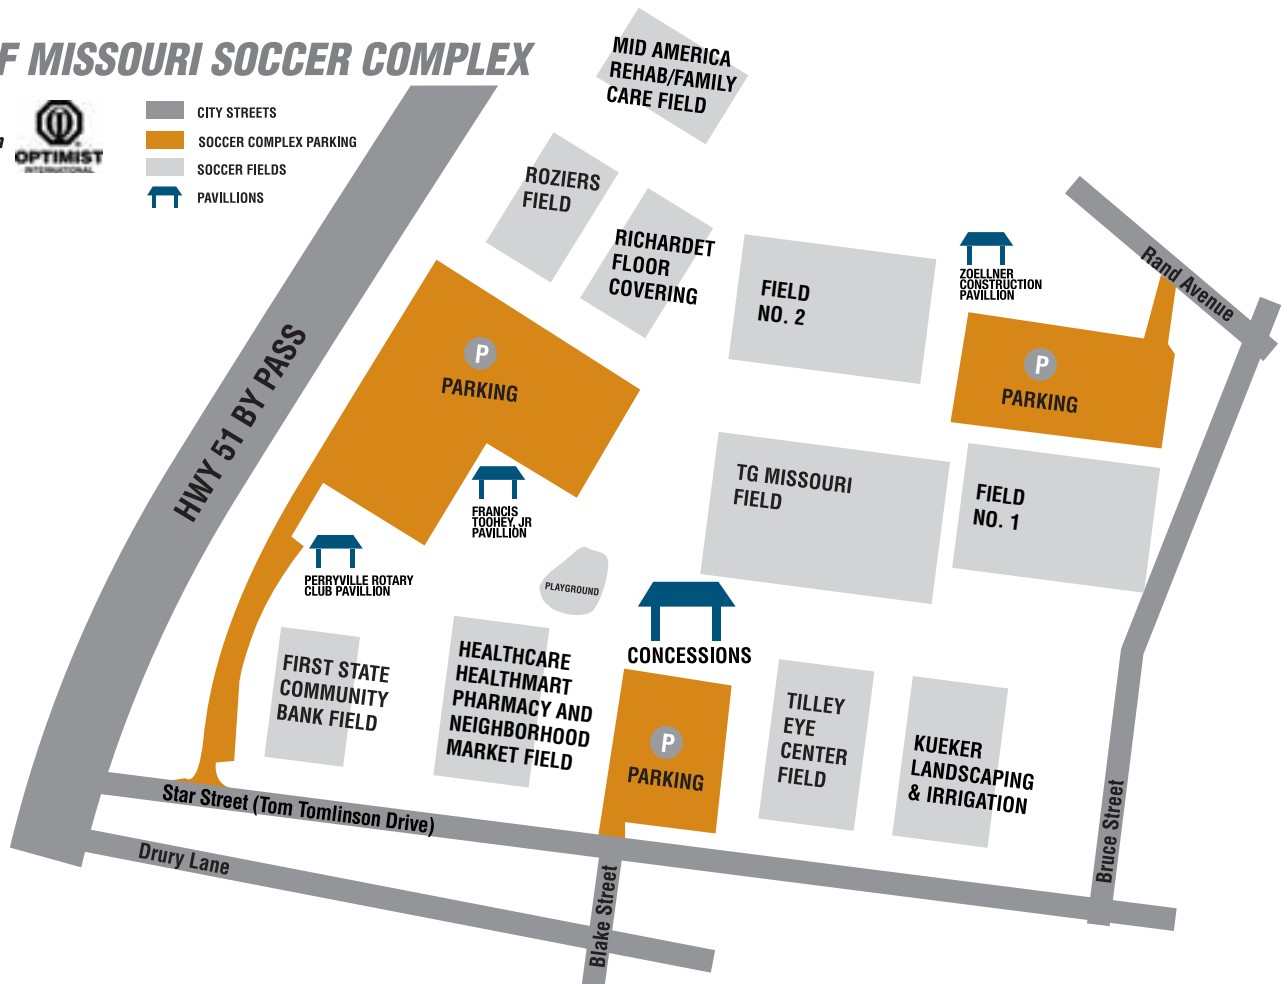 F MISSOURI SOCCER COMPLEX
OPTIMIST
INTERNATIONAL
CITY STREETS
SOCCER COMPLEX PARKING
SOCCER FIELDS
PAVILLIONS
MID AMERICA
REHAB/FAMILY
CARE FIELD
ROZIERS
FIELD
RICHARDET
FLOOR
COVERING
FIELD
NO. 2
ZOELLNER
CONSTRUCTION
PAVILLION
Rand Avenue
P
PARKING
P
PARKING
HWY 51 BY PASS
TG MISSOURI
FIELD
FIELD
NO. 1
FRANCIS
TOOHEY, JR
PAVILLION
PERRYVILLE ROTARY
CLUB PAVILLION
PLAYGROUND
CONCESSIONS
FIRST STATE
COMMUNITY
BANK FIELD
HEALTHCARE
HEALTHMART
PHARMACY AND
NEIGHBORHOOD
MARKET FIELD
P
PARKING
TILLEY
EYE
CENTER
FIELD
KUEKER
LANDSCAPING
& IRRIGATION
Bruce Street
Star Street (Tom Tomlinson Drive)
Drury Lane
Blake Street